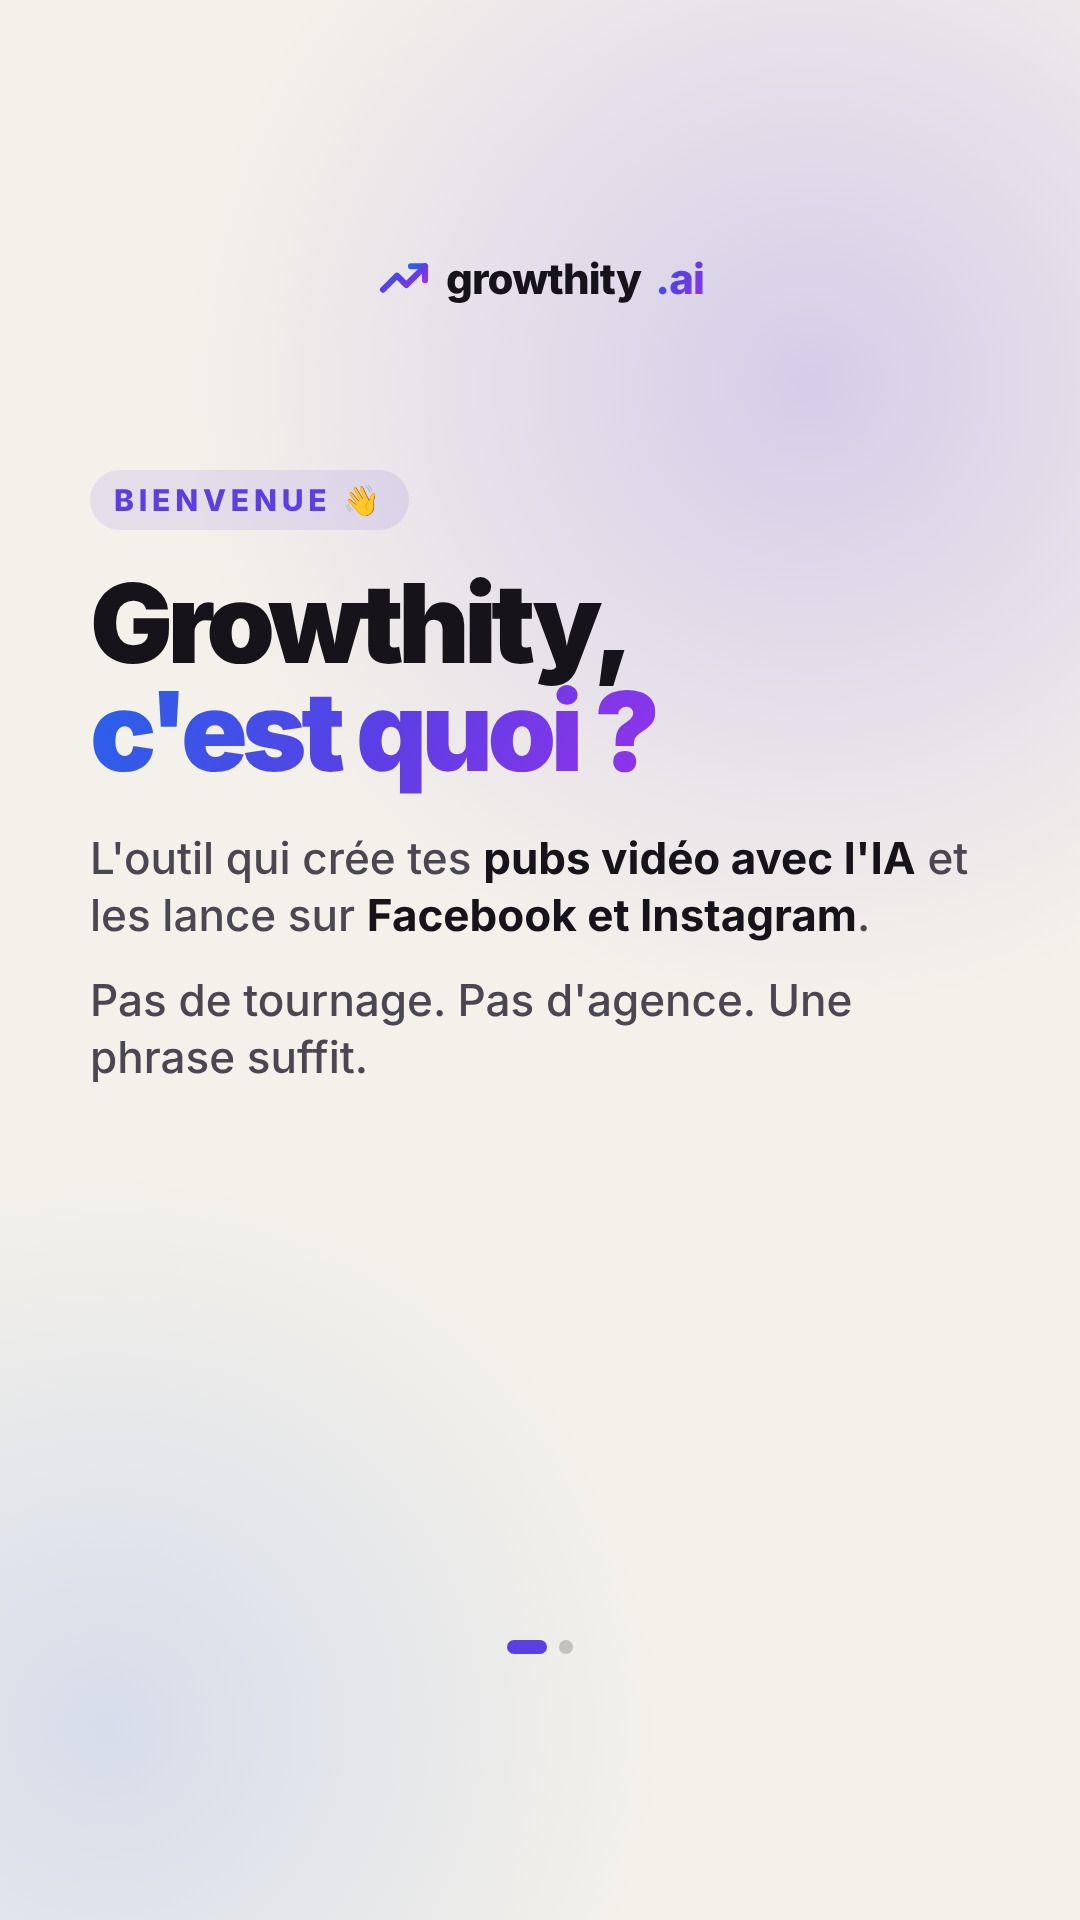 growthity .ai
BIENVENUE 👋
Growthity,
c'est quoi ?
L'outil qui crée tes pubs vidéo avec l'IA et
les lance sur Facebook et Instagram.
Pas de tournage. Pas d'agence. Une
phrase suffit.